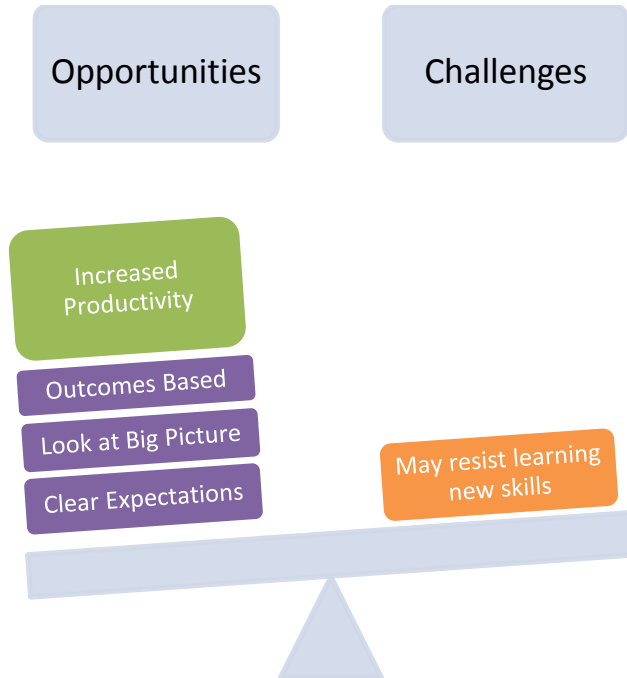 Opportunities
Challenges
Increased
Productivity
Outcomes Based
Look at Big Picture
Clear Expectations
May resist learning
new skills